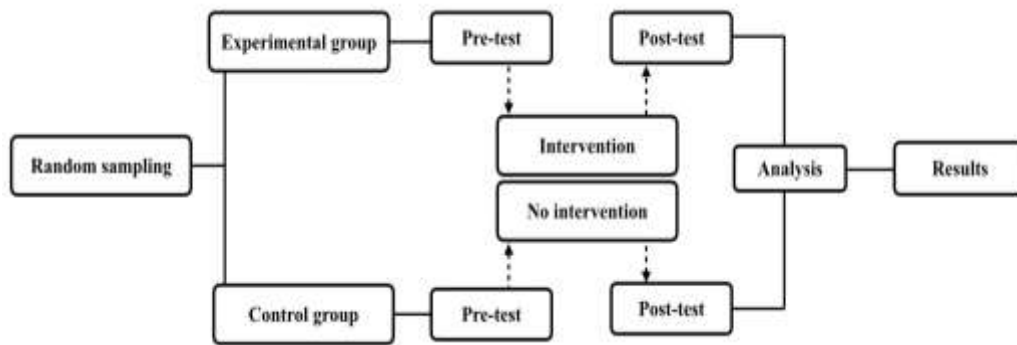 Experimental group
Pre-test
Post-test
Intervention
Random sampling
Analysis
Results
No intervention
Control group
Pre-test
Post-test